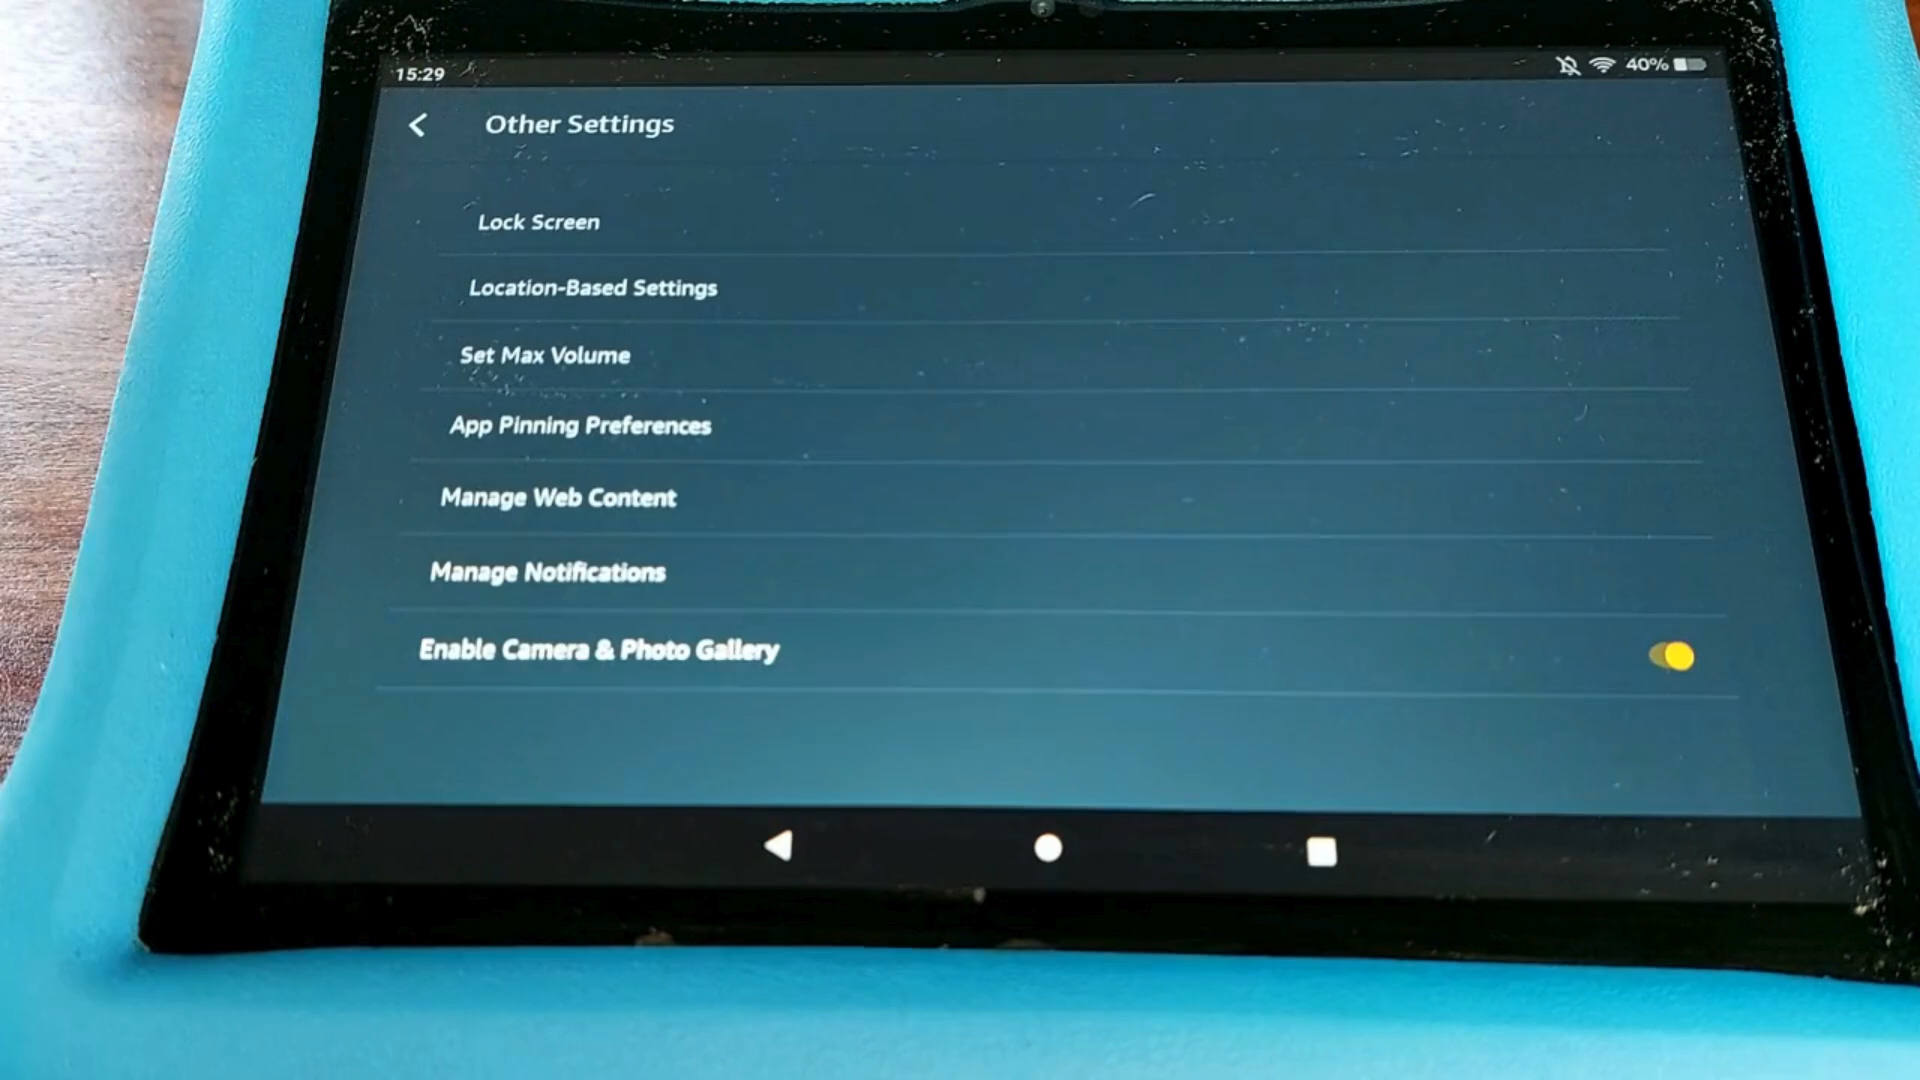 15:29
40%
Other Settings
Lock Screen
Location-Based Settings
Set Max Volume
App Pinning Preferences
Manage Web Content
Manage Notifications
Enable Camera & Photo Gallery